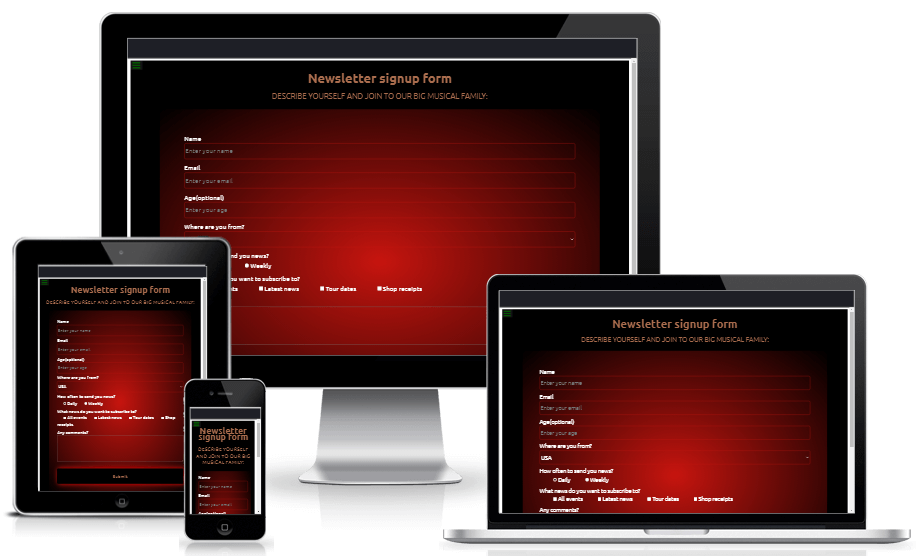 Newsletter signup form
DESCRIBE YOURSELF AND JOIN TO OUR BIG MUSICAL FAMILY:
Name
Enter your name
Email
Enter your email
Age(optional)
Enter your age
Where are you from?
nd you news?
Weekly
u want to subscribe to?
nts Latest news Tour dates Shop receipts
Newsletter signup form
DESCRIBE YOURSELF AND JOIN TO OUR BIG MUSICAL FAMILY:
Name
Enter your name
Email
Enter your email
Age(optional)
Enter your age
Where are you from?
USA
How often to send you news?
Daily Weekly
What news do you want to subscribe to?
All events Latest news Tour dates Shop
receipts
Any comments?
Submit
Newsletter
signup form
DESCRIBE YOURSELF
AND JOIN TO OUR BIG
MUSICAL FAMILY:
Name
Enter your name
Email
Enter your email
Age(optional)
Newsletter signup form
DESCRIBE YOURSELF AND JOIN TO OUR BIG MUSICAL FAMILY:
Name
Enter your name
Email
Enter your email
Age(optional)
Enter your age
Where are you from?
USA
How often to send you news?
Daily Weekly
What news do you want to subscribe to?
All events Latest news Tour dates Shop receipts
Any comments?